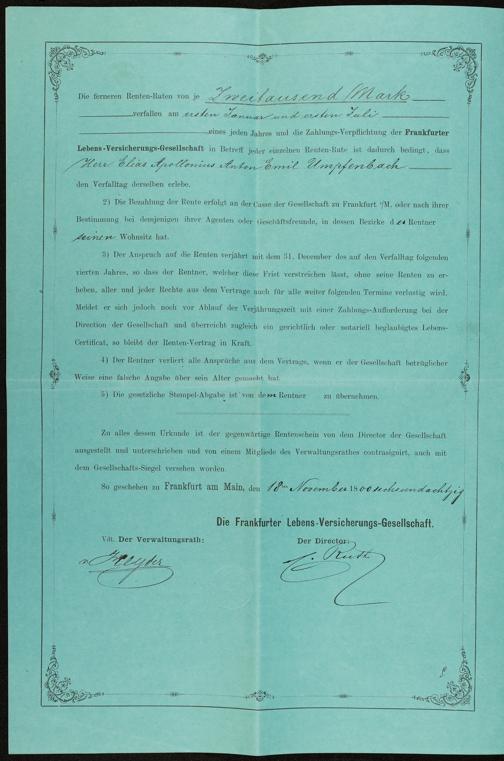 Die ferneren Renten-Raten von je Zweitausend Mark
verfallen am ersten Januar und ersten Juli
eines jeden Jahres und die Zahlungs-Verpflichtung der Frankfurter
Lebens-Versicherungs-Gesellschaft in Betreff jeder einzelnen Renten-Rate ist dadurch bedingt, dass
Herr Elias Apollonius Anton Emil Umpfenbach
den Verfalltag derselben erlebe.
2) Die Bezahlung der Rente erfolgt an der Casse der Gesellschaft zu Frankfurt a/M. oder nach ihrer
Bestimmung bei demjenigen ihrer Agenten oder Geschäftsfreunde, in dessen Bezirke der Rentner
seinen Wohnsitz hat.
3) Der Anspruch auf die Renten verjährt mit dem 31. December des auf den Verfalltag folgenden
vierten Jahres, so dass der Rentner, welcher diese Frist verstreichen lässt, ohne seine Renten zu er-
heben, aller und jeder Rechte aus dem Vertrage auch für alle weiter folgenden Termine verlustig wird.
Meldet er sich jedoch noch vor Ablauf der Verjährungszeit mit einer Zahlungs-Aufforderung bei der
Direction der Gesellschaft und überreicht zugleich ein gerichtlich oder notariell beglaubigtes Lebens-
Certificat, so bleibt der Renten-Vertrag in Kraft.
4) Der Rentner verliert alle Ansprüche aus dem Vertrage, wenn er der Gesellschaft betrüglicher
Weise eine falsche Angabe über sein Alter gemacht hat.
5) Die gesetzliche Stempel-Abgabe ist von dem Rentner zu übernehmen.
Zu alles dessen Urkunde ist der gegenwärtige Rentenschein von dem Director der Gesellschaft
ausgestellt und unterschrieben und von einem Mitgliede des Verwaltungsrathes contrasignirt, auch mit
dem Gesellschafts-Siegel versehen worden.
So geschehen zu Frankfurt am Main, den 18ten November 1800 sechsundachtzig
Die Frankfurter Lebens-Versicherungs-Gesellschaft.
Vdt. Der Verwaltungsrath: Der Director:
v. Heyder Ruth